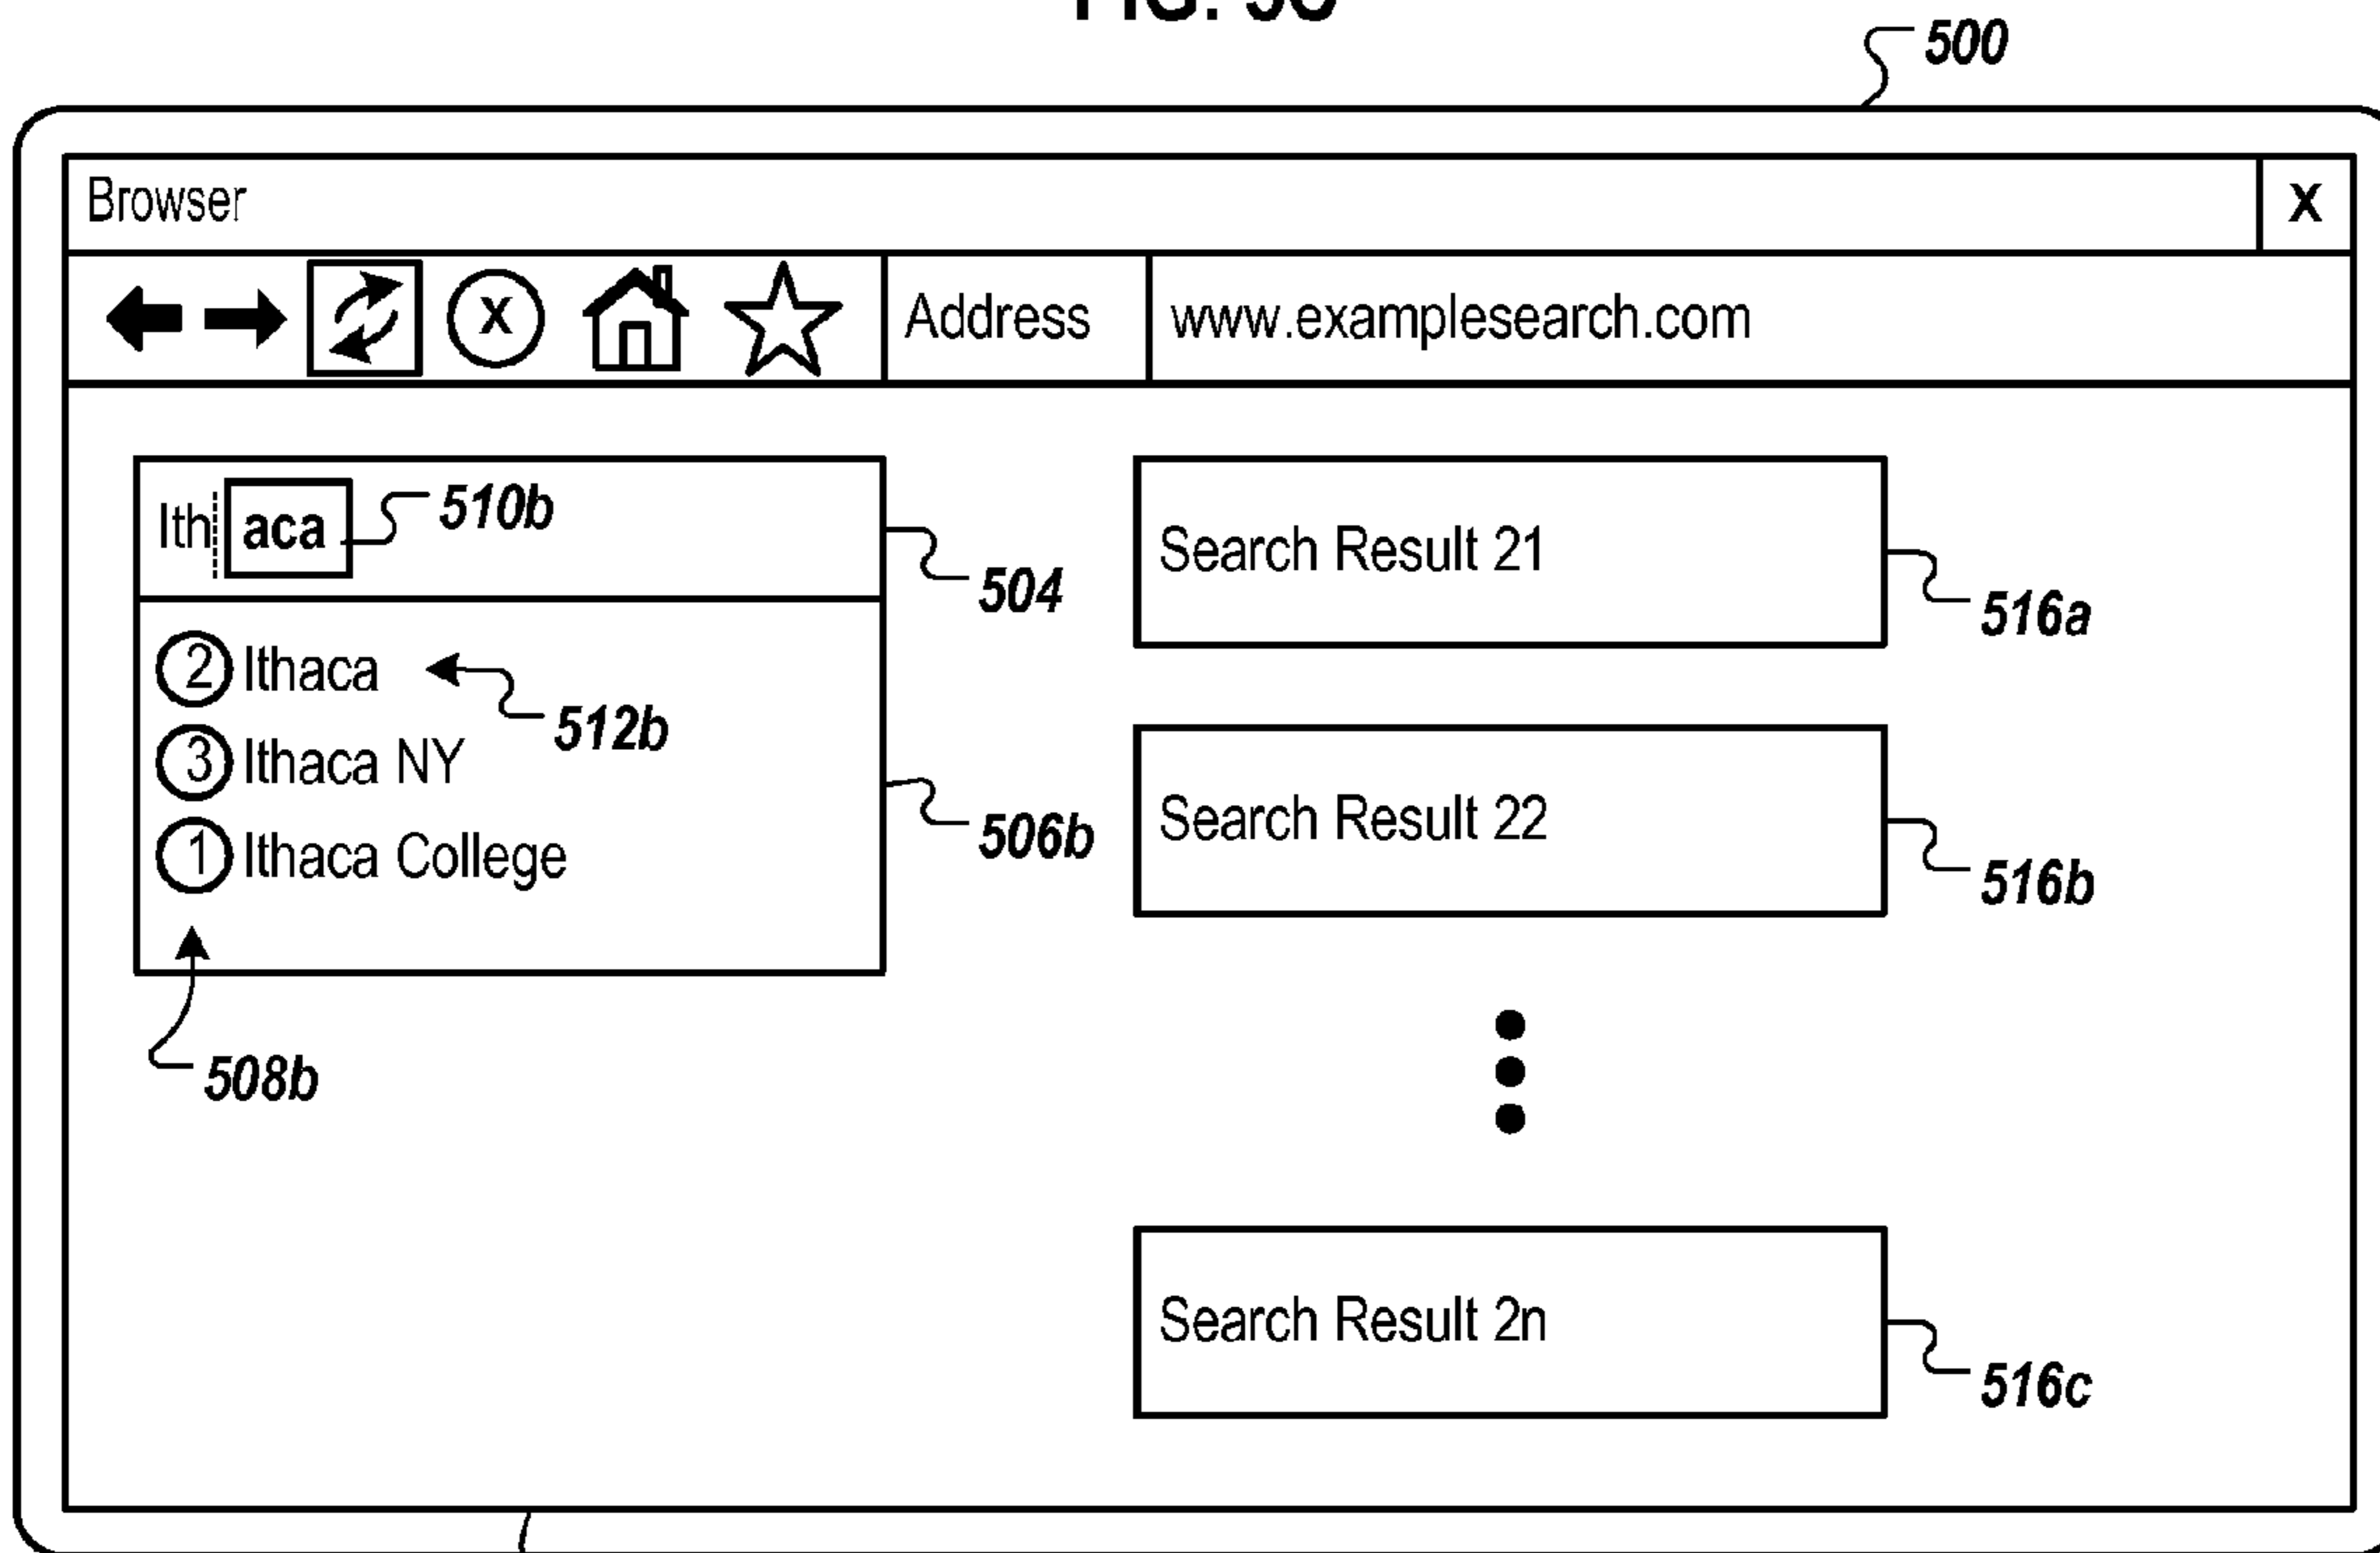 500
Browser X
X Address www.examplesearch.com
Ith aca 510b
504
2 Ithaca
512b
3 Ithaca NY
506b
1 Ithaca College
508b
Search Result 21
516a
Search Result 22
516b
Search Result 2n
516c